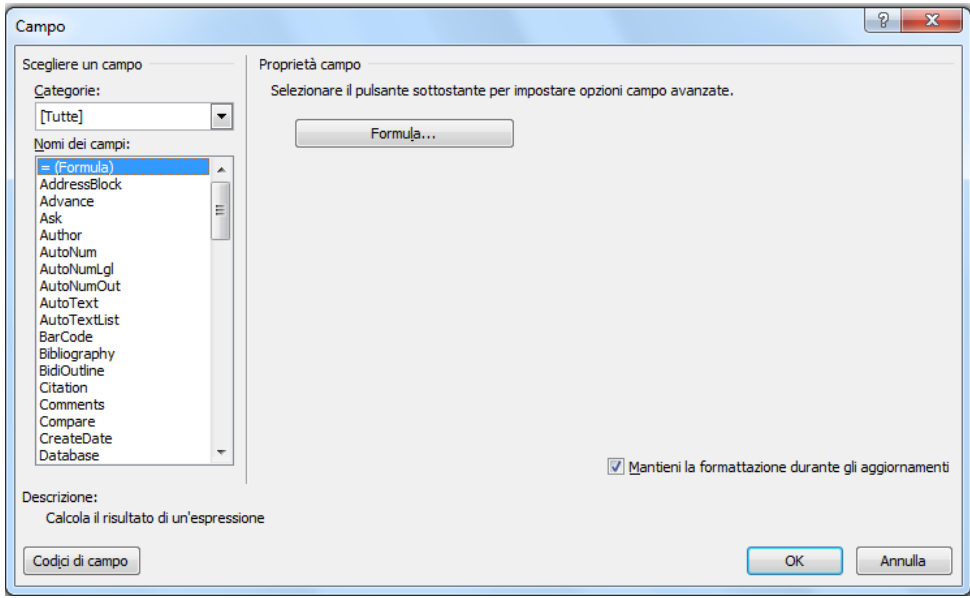 Campo
?
Scegliere un campo
Categorie:
[Tutte]
Nomi dei campi:
= (Formula)
AddressBlock
Advance
Ask
Author
AutoNum
AutoNumLgl
AutoNumOut
AutoText
AutoTextList
BarCode
Bibliography
BidiOutline
Citation
Comments
Compare
CreateDate
Database
Proprietà campo
Selezionare il pulsante sottostante per impostare opzioni campo avanzate.
Formula...
Mantieni la formattazione durante gli aggiornamenti
Descrizione:
Calcola il risultato di un'espressione
Codici di campo
OK
Annulla